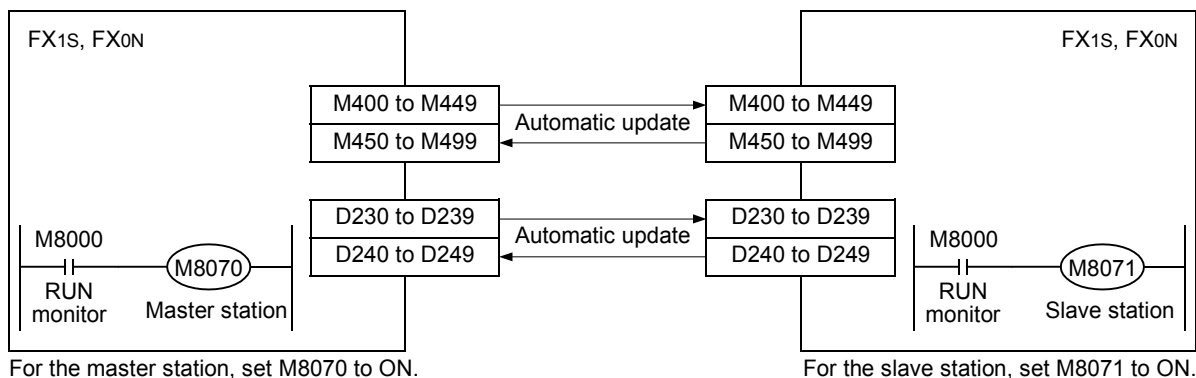 FX1S, FX0N
FX1S, FX0N
M400 to M449
M450 to M499
Automatic update
M400 to M449
M450 to M499
D230 to D239
D240 to D249
Automatic update
D230 to D239
D240 to D249
M8000
M8070
RUN
monitor
Master station
M8000
M8071
RUN
monitor
Slave station
For the master station, set M8070 to ON.
For the slave station, set M8071 to ON.